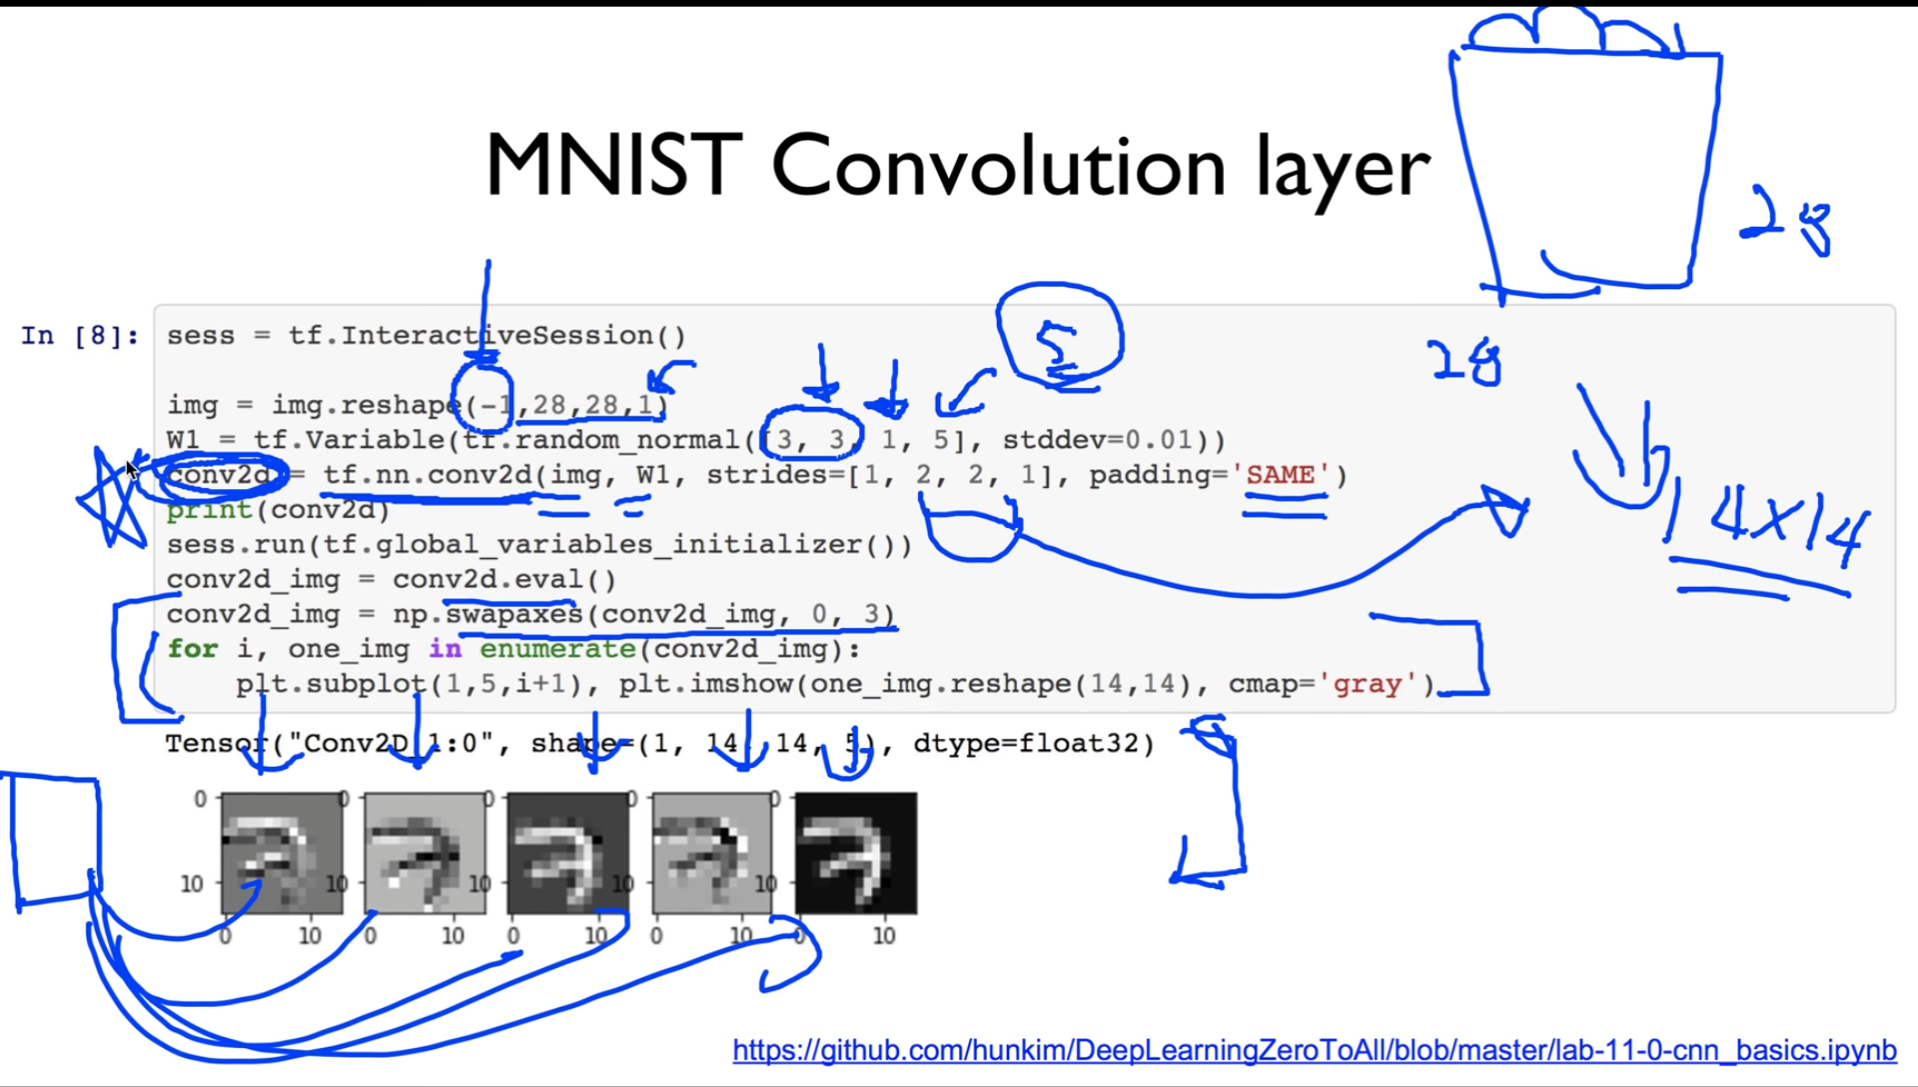 MNIST Convolution layer
28
28
5
14x14
In [8]: sess = tf.InteractiveSession()
img = img.reshape(-1,28,28,1)
W1 = tf.Variable(tf.random_normal([3, 3, 1, 5], stddev=0.01))
conv2d = tf.nn.conv2d(img, W1, strides=[1, 2, 2, 1], padding='SAME')
print(conv2d)
sess.run(tf.global_variables_initializer())
conv2d_img = conv2d.eval()
conv2d_img = np.swapaxes(conv2d_img, 0, 3)
for i, one_img in enumerate(conv2d_img):
    plt.subplot(1,5,i+1), plt.imshow(one_img.reshape(14,14), cmap='gray')
Tensor("Conv2D_1:0", shape=(1, 14, 14, 5), dtype=float32)
0 0 0 0 0
10 10 10 10 10
0 10 0 10 0 10 0 10 0 10
https://github.com/hunkim/DeepLearningZeroToAll/blob/master/lab-11-0-cnn_basics.ipynb